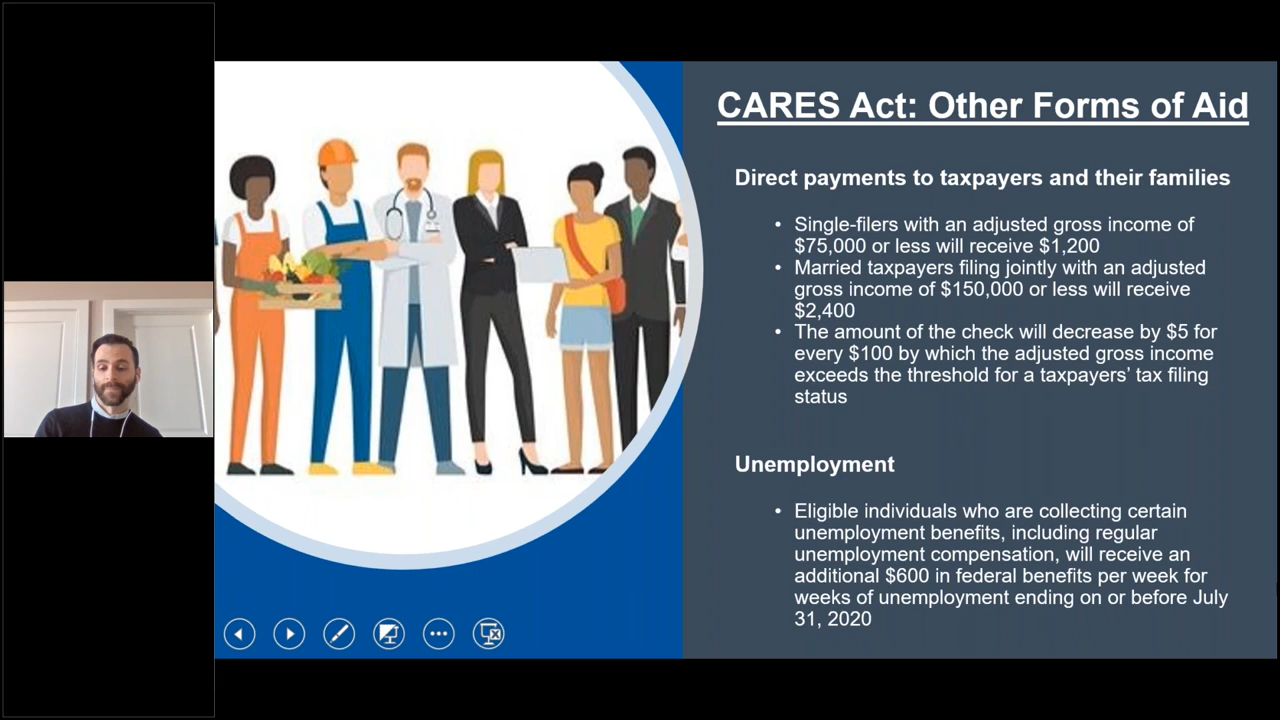 CARES Act: Other Forms of Aid
Direct payments to taxpayers and their families
• Single-filers with an adjusted gross income of
$75,000 or less will receive $1,200
• Married taxpayers filing jointly with an adjusted
gross income of $150,000 or less will receive
$2,400
• The amount of the check will decrease by $5 for
every $100 by which the adjusted gross income
exceeds the threshold for a taxpayers’ tax filing
status
Unemployment
• Eligible individuals who are collecting certain
unemployment benefits, including regular
unemployment compensation, will receive an
additional $600 in federal benefits per week for
weeks of unemployment ending on or before July
31, 2020